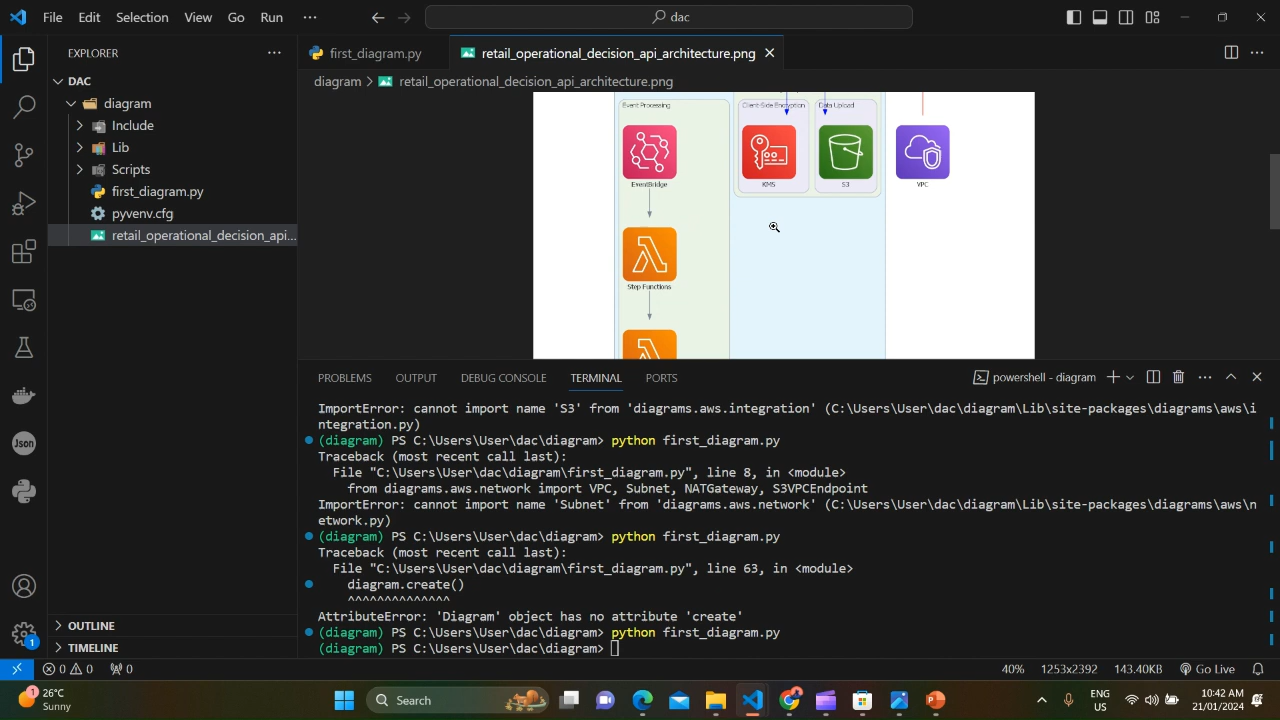 File Edit Selection View Go Run ··· dac
EXPLORER
DAC
diagram
Include
Lib
Scripts
first_diagram.py
pyvenv.cfg
retail_operational_decision_api...
OUTLINE
TIMELINE
first_diagram.py retail_operational_decision_api_architecture.png
diagram > retail_operational_decision_api_architecture.png
Event Processing Client-Side Encryption Data Upload
EventBridge KMS S3 VPC
Step Functions
PROBLEMS OUTPUT DEBUG CONSOLE TERMINAL PORTS powershell - diagram
ImportError: cannot import name 'S3' from 'diagrams.aws.integration' (C:\Users\User\dac\diagram\Lib\site-packages\diagrams\aws\i
ntegration.py)
(diagram) PS C:\Users\User\dac\diagram> python first_diagram.py
Traceback (most recent call last):
File "C:\Users\User\dac\diagram\first_diagram.py", line 8, in <module>
from diagrams.aws.network import VPC, Subnet, NATGateway, S3VPCEndpoint
ImportError: cannot import name 'Subnet' from 'diagrams.aws.network' (C:\Users\User\dac\diagram\Lib\site-packages\diagrams\aws\n
etwork.py)
(diagram) PS C:\Users\User\dac\diagram> python first_diagram.py
Traceback (most recent call last):
File "C:\Users\User\dac\diagram\first_diagram.py", line 63, in <module>
diagram.create()
^^^^^^^^^^^^^^
AttributeError: 'Diagram' object has no attribute 'create'
(diagram) PS C:\Users\User\dac\diagram> python first_diagram.py
(diagram) PS C:\Users\User\dac\diagram>
0 0 0 40% 1253x2392 143.40KB Go Live
Json
1
1
26°C
Sunny
Search
ENG
US
10:42 AM
21/01/2024